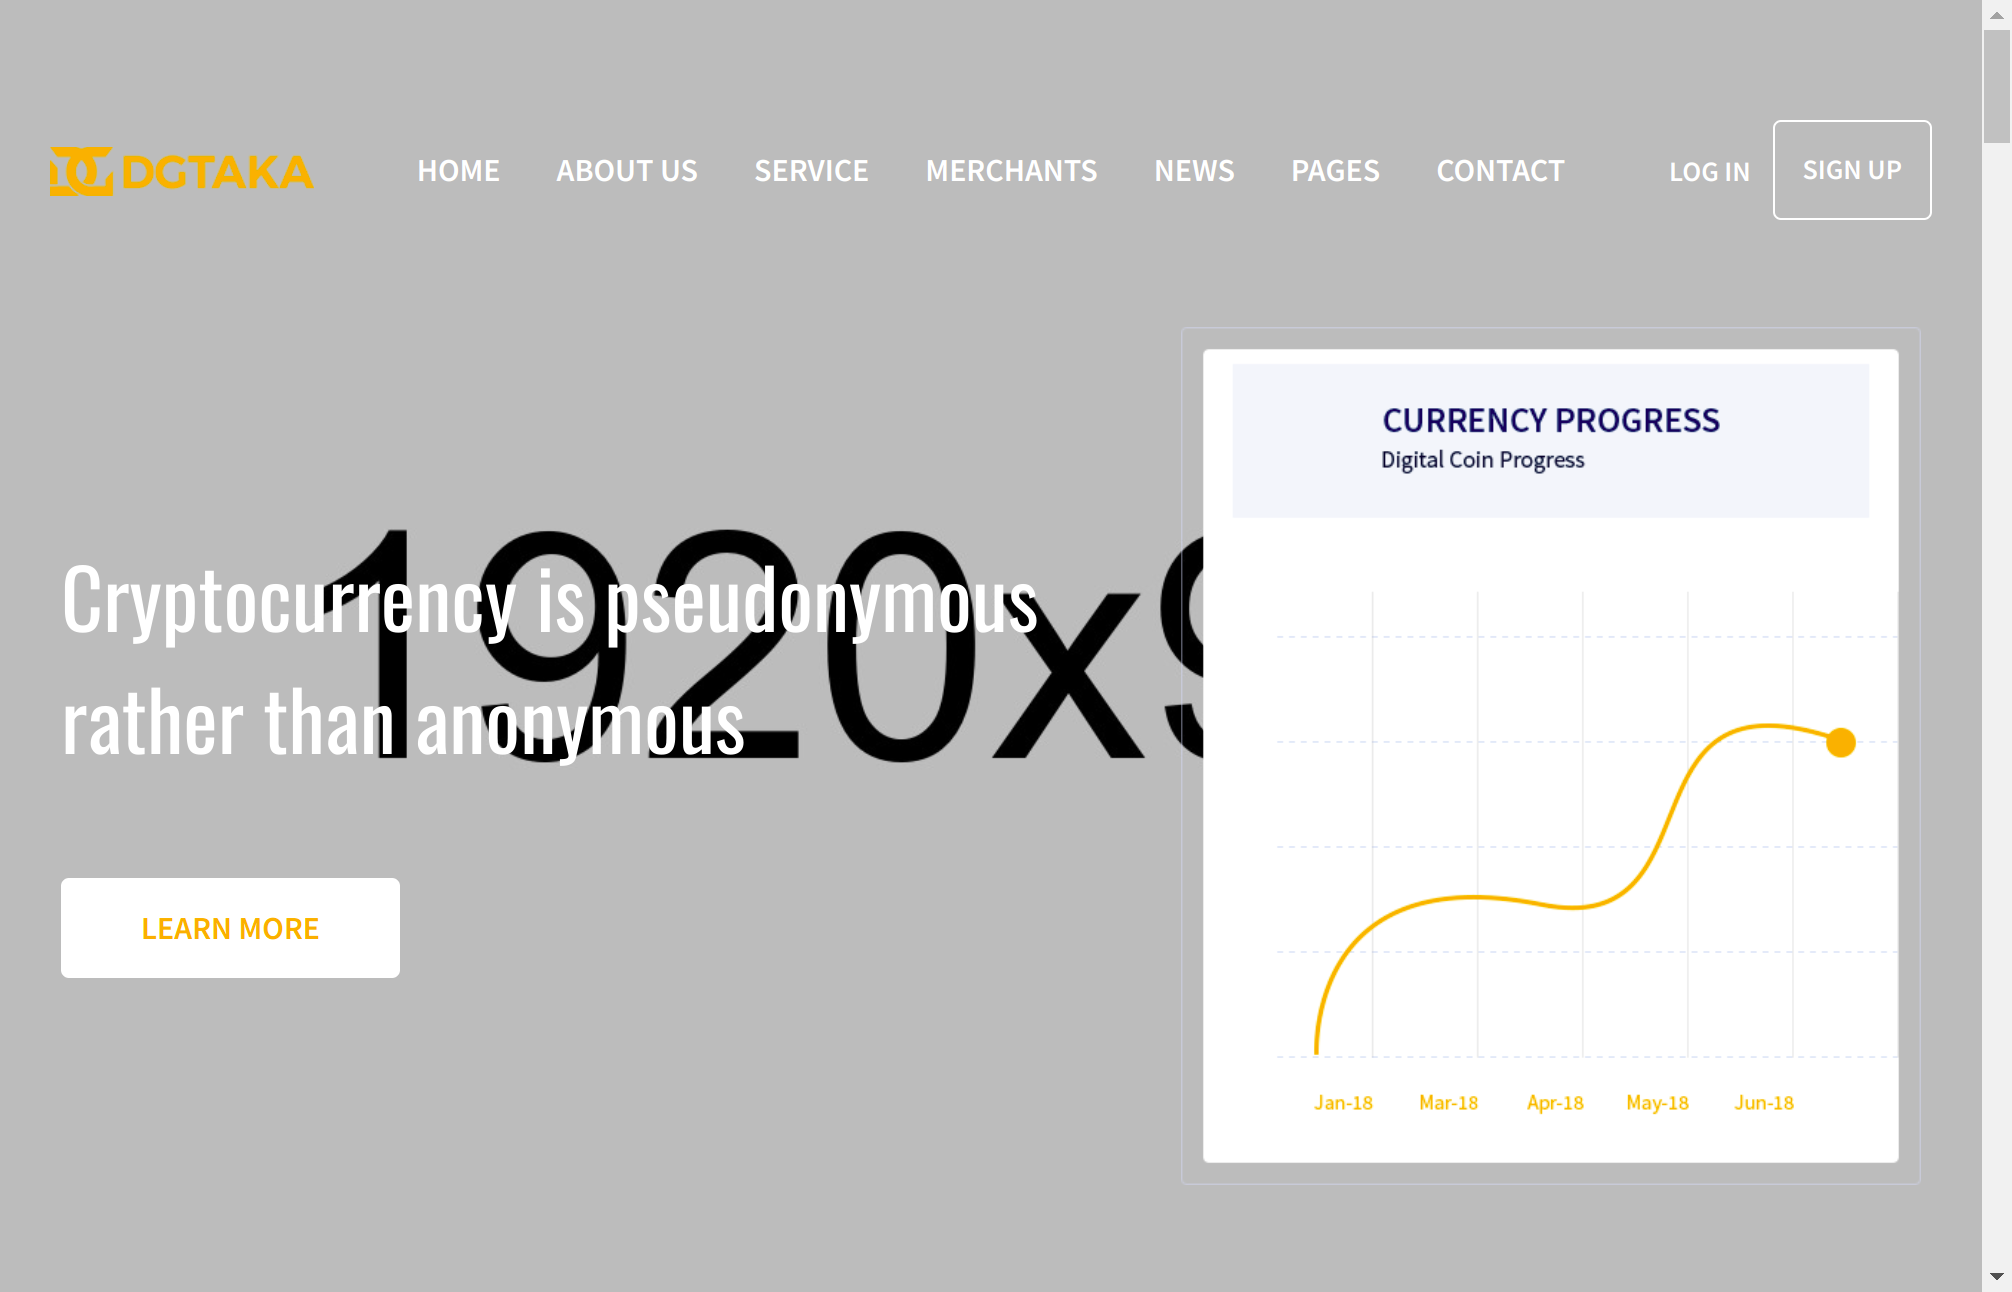 DGTAKA
HOME ABOUT US SERVICE MERCHANTS NEWS PAGES CONTACT LOG IN SIGN UP
CURRENCY PROGRESS
Digital Coin Progress
1920x9
Cryptocurrency is pseudonymous
rather than anonymous
LEARN MORE
Jan-18 Mar-18 Apr-18 May-18 Jun-18